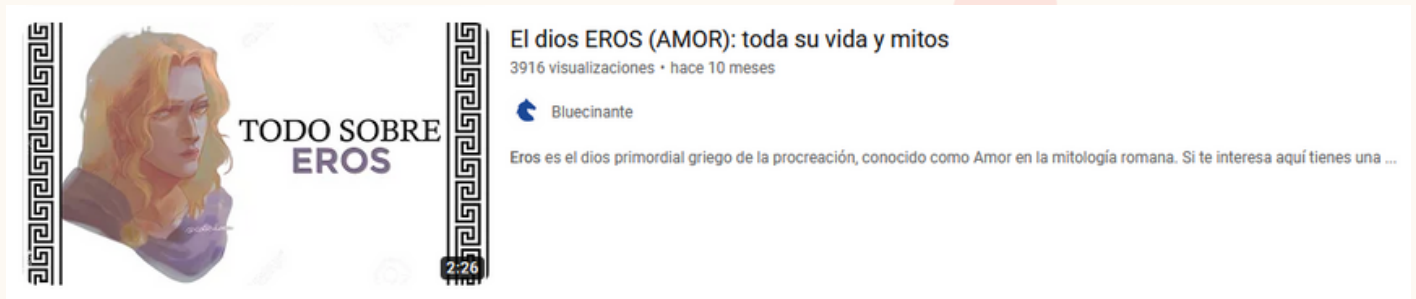 TODO SOBRE
EROS
2:26
El dios EROS (AMOR): toda su vida y mitos
3916 visualizaciones • hace 10 meses
Bluecinante
Eros es el dios primordial griego de la procreación, conocido como Amor en la mitología romana. Si te interesa aquí tienes una ...